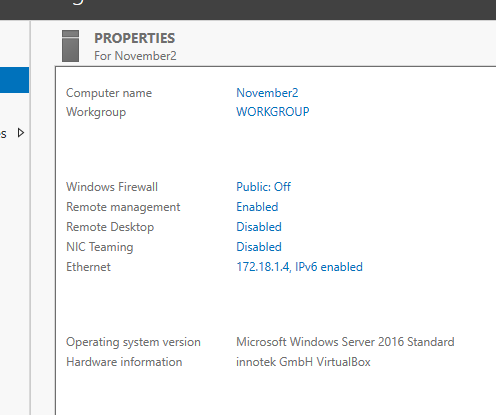 PROPERTIES
For November2
Computer name November2
Workgroup WORKGROUP
Windows Firewall Public: Off
Remote management Enabled
Remote Desktop Disabled
NIC Teaming Disabled
Ethernet 172.18.1.4, IPv6 enabled
Operating system version Microsoft Windows Server 2016 Standard
Hardware information innotek GmbH VirtualBox